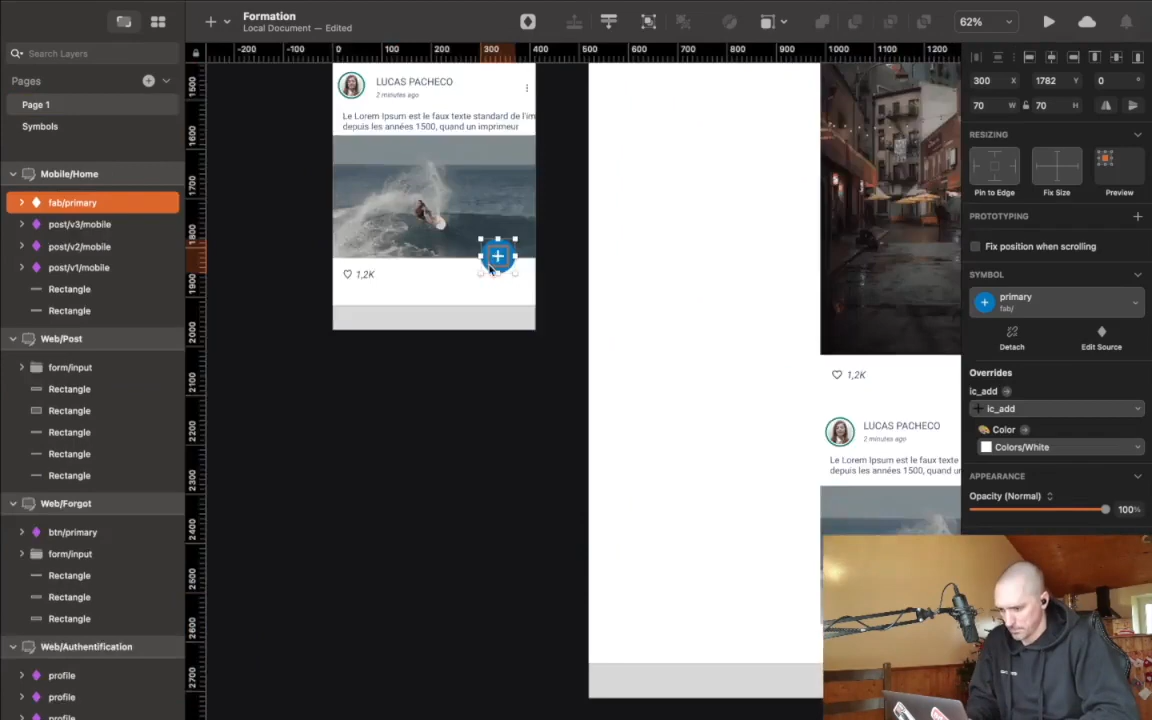 Formation
Local Document — Edited
62%
Search Layers
Pages
Page 1
Symbols
Mobile/Home
fab/primary
post/v3/mobile
post/v2/mobile
post/v1/mobile
Rectangle
Rectangle
Web/Post
form/input
Rectangle
Rectangle
Rectangle
Rectangle
Rectangle
Web/Forgot
btn/primary
form/input
Rectangle
Rectangle
Rectangle
Web/Authentification
profile
profile
-200 -100 0 100 200 300 400 500 600 700 800 900 1000 1100 1200
1500
1600
1700
1800
1900
2000
2100
2200
2300
2400
2500
2600
2700
LUCAS PACHECO
2 minutes ago
Le Lorem Ipsum est le faux texte standard de l'im
depuis les années 1500, quand un imprimeur
1,2K
1,2K
LUCAS PACHECO
2 minutes ago
Le Lorem Ipsum est le faux texte
depuis les années 1500, quand un
300 X 1782 Y 0 °
70 W 70 H
RESIZING
Pin to Edge Fix Size Preview
PROTOTYPING
Fix position when scrolling
SYMBOL
primary
fab/
Detach Edit Source
Overrides
ic_add
ic_add
Color
Colors/White
APPEARANCE
Opacity (Normal)
100%